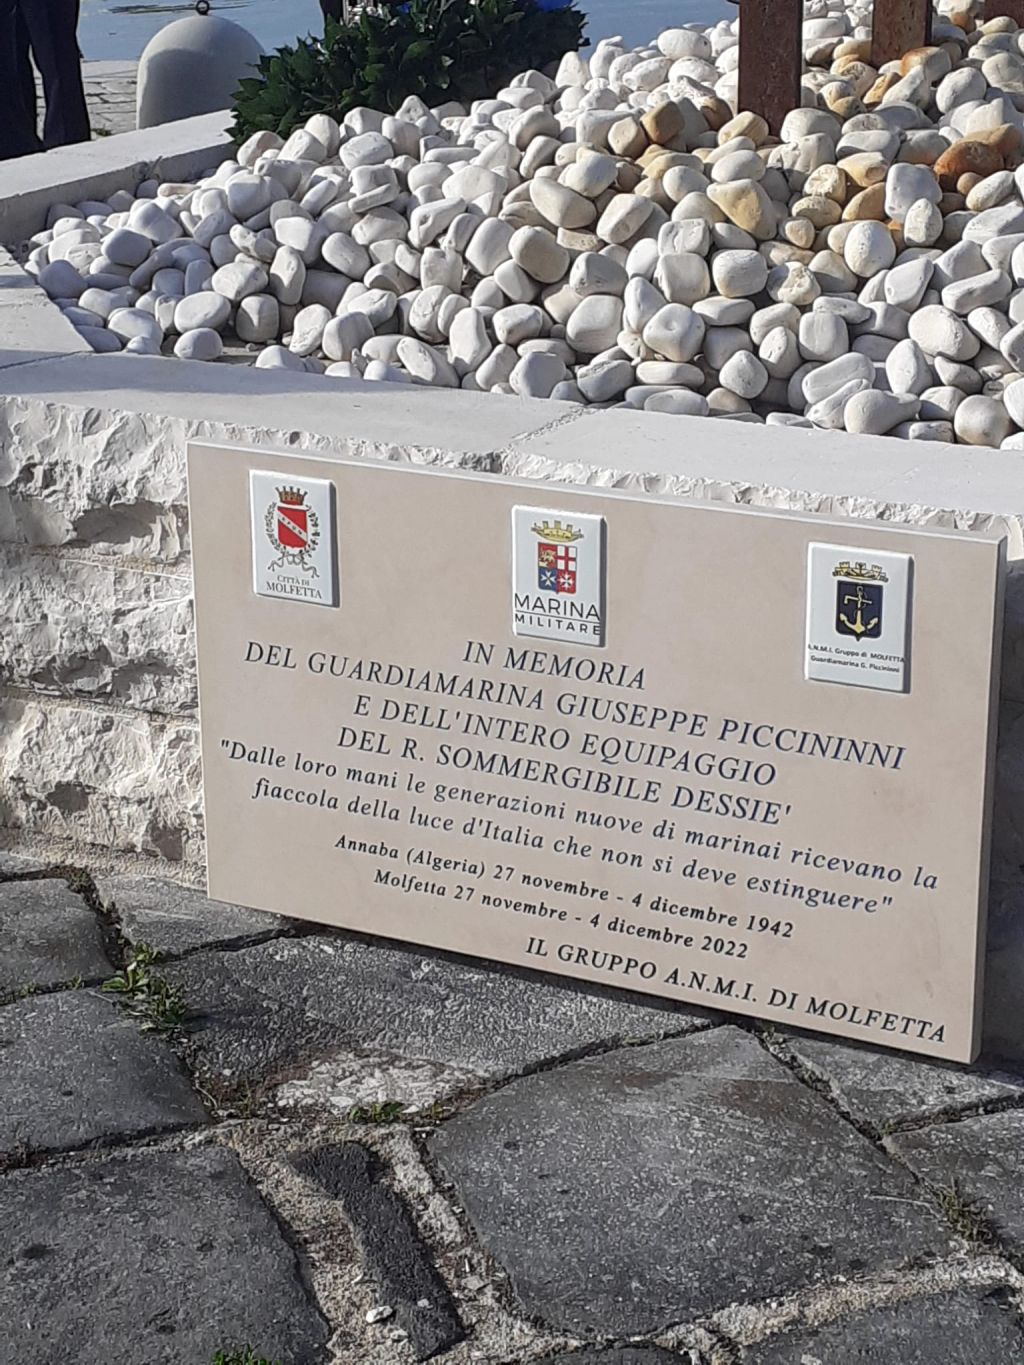 CITTÀ DI
MOLFETTA
MARINA
MILITARE
A.N.M.I. Gruppo di MOLFETTA
Guardiamarina G. Piccininni
IN MEMORIA
DEL GUARDIAMARINA GIUSEPPE PICCININNI
E DELL'INTERO EQUIPAGGIO
DEL R. SOMMERGIBILE DESSIE'
"Dalle loro mani le generazioni nuove di marinai ricevano la
fiaccola della luce d'Italia che non si deve estinguere"
Annaba (Algeria) 27 novembre - 4 dicembre 1942
Molfetta 27 novembre - 4 dicembre 2022
IL GRUPPO A.N.M.I. DI MOLFETTA